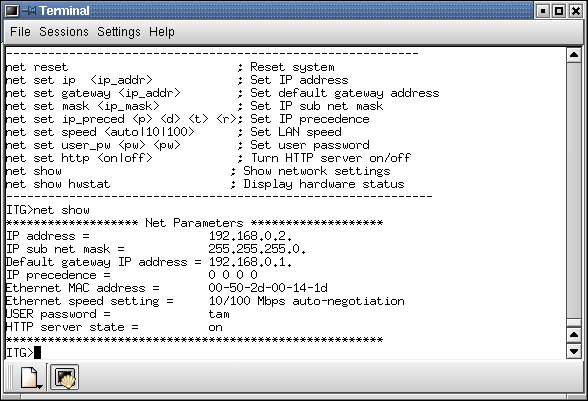 Terminal
File Sessions Settings Help
------------------------------------------------------------
net reset ; Reset system
net set ip <ip_addr> ; Set IP address
net set gateway <ip_addr> ; Set default gateway address
net set mask <ip_mask> ; Set IP sub net mask
net set ip_preced <p> <d> <t> <r>; Set IP precedence
net set speed <auto|10|100> ; Set LAN speed
net set user_pw <pw> <pw> ; Set user password
net set http <on|off> ; Turn HTTP server on/off
net show ; Show network settings
net show hwstat ; Display hardware status
--------------------------------------------------------------
ITG>net show
******************* Net Parameters *******************
IP address = 192.168.0.2.
IP sub net mask = 255.255.255.0.
Default gateway IP address = 192.168.0.1.
IP precedence = 0 0 0 0
Ethernet MAC address = 00-50-2d-00-14-1d
Ethernet speed setting = 10/100 Mbps auto-negotiation
USER password = tam
HTTP server state = on
******************************************************
ITG>